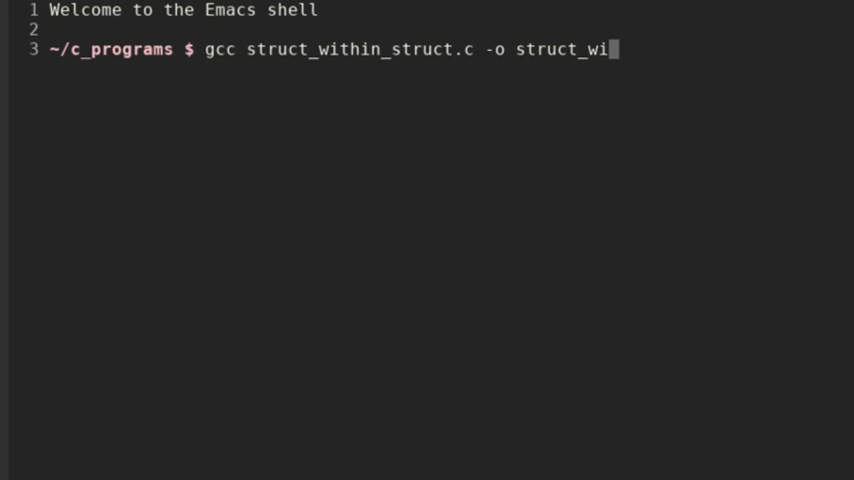 1 Welcome to the Emacs shell
2
3 ~/c_programs $ gcc struct_within_struct.c -o struct_wi